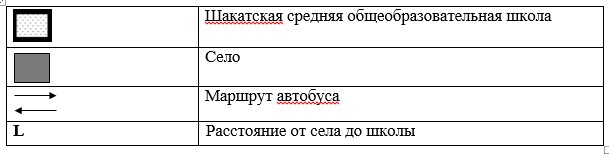 Шакатская средняя общеобразовательная школа
Село
Маршрут автобуса
L Расстояние от села до школы